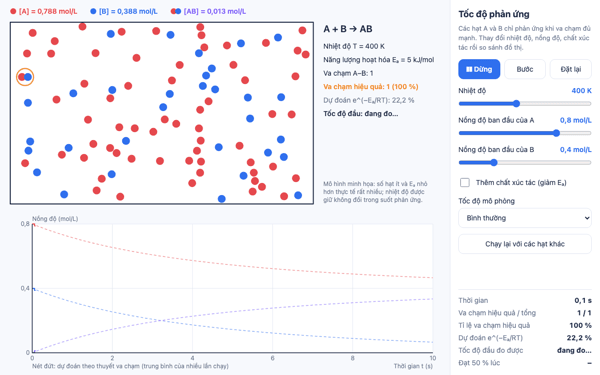 [A] = 0,788 mol/L [B] = 0,388 mol/L [AB] = 0,013 mol/L
A + B → AB
Nhiệt độ T = 400 K
Năng lượng hoạt hóa Eₐ = 5 kJ/mol
Va chạm A–B: 1
Va chạm hiệu quả: 1 (100 %)
Dự đoán e^(−Eₐ/RT): 22,2 %
Tốc độ đầu: đang đo…
Mô hình minh họa: số hạt ít và Eₐ nhỏ
hơn thực tế rất nhiều; nhiệt độ được
giữ không đổi trong suốt phản ứng.
Nồng độ (mol/L)
0,8
0,4
0
0 2 4 6 8 10
Nét đứt: dự đoán theo thuyết va chạm (trung bình của nhiều lần chạy)
Thời gian t (s)
Tốc độ phản ứng
Các hạt A và B chỉ phản ứng khi va chạm đủ
mạnh. Thay đổi nhiệt độ, nồng độ, chất xúc
tác rồi so sánh đồ thị.
Dừng Bước Đặt lại
Nhiệt độ 400 K
Nồng độ ban đầu của A 0,8 mol/L
Nồng độ ban đầu của B 0,4 mol/L
Thêm chất xúc tác (giảm Eₐ)
Tốc độ mô phỏng
Bình thường
Chạy lại với các hạt khác
Thời gian 0,1 s
Va chạm hiệu quả / tổng 1 / 1
Tỉ lệ va chạm hiệu quả 100 %
Dự đoán e^(−Eₐ/RT) 22,2 %
Tốc độ đầu đo được đang đo…
Đạt 50 % lúc –